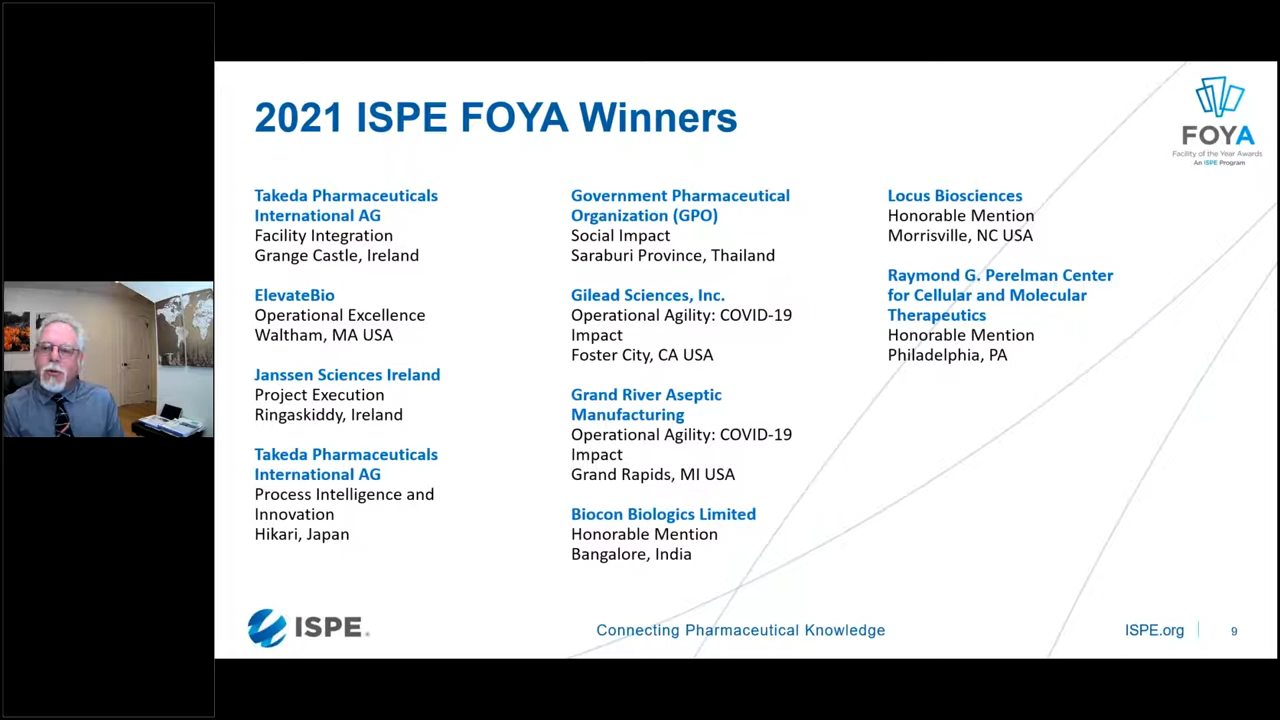 2021 ISPE FOYA Winners
FOYA
Facility of the Year Awards
An ISPE Program
Takeda Pharmaceuticals
International AG
Facility Integration
Grange Castle, Ireland
ElevateBio
Operational Excellence
Waltham, MA USA
Janssen Sciences Ireland
Project Execution
Ringaskiddy, Ireland
Takeda Pharmaceuticals
International AG
Process Intelligence and
Innovation
Hikari, Japan
Government Pharmaceutical
Organization (GPO)
Social Impact
Saraburi Province, Thailand
Gilead Sciences, Inc.
Operational Agility: COVID-19
Impact
Foster City, CA USA
Grand River Aseptic
Manufacturing
Operational Agility: COVID-19
Impact
Grand Rapids, MI USA
Biocon Biologics Limited
Honorable Mention
Bangalore, India
Locus Biosciences
Honorable Mention
Morrisville, NC USA
Raymond G. Perelman Center
for Cellular and Molecular
Therapeutics
Honorable Mention
Philadelphia, PA
ISPE®
Connecting Pharmaceutical Knowledge
ISPE.org
9